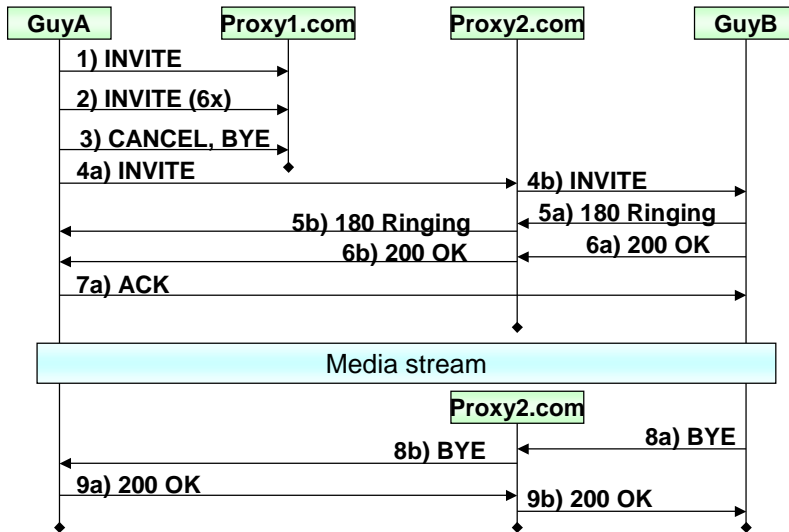 GuyA Proxy1.com Proxy2.com GuyB
1) INVITE
2) INVITE (6x)
3) CANCEL, BYE
4a) INVITE
4b) INVITE
5a) 180 Ringing
5b) 180 Ringing
6a) 200 OK
6b) 200 OK
7a) ACK
Media stream
Proxy2.com
8a) BYE
8b) BYE
9a) 200 OK
9b) 200 OK